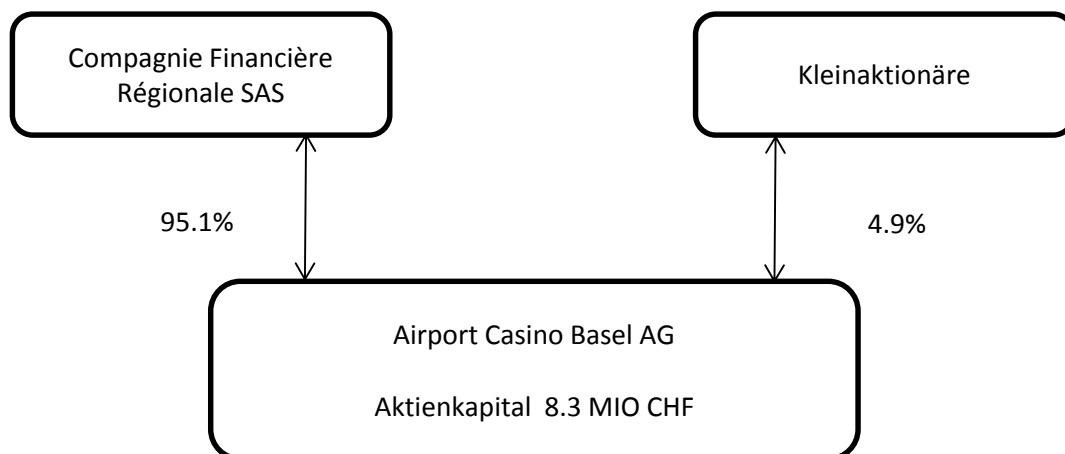 Compagnie Financière
Régionale SAS
Kleinaktionäre
95.1%
4.9%
Airport Casino Basel AG
Aktienkapital  8.3 MIO CHF